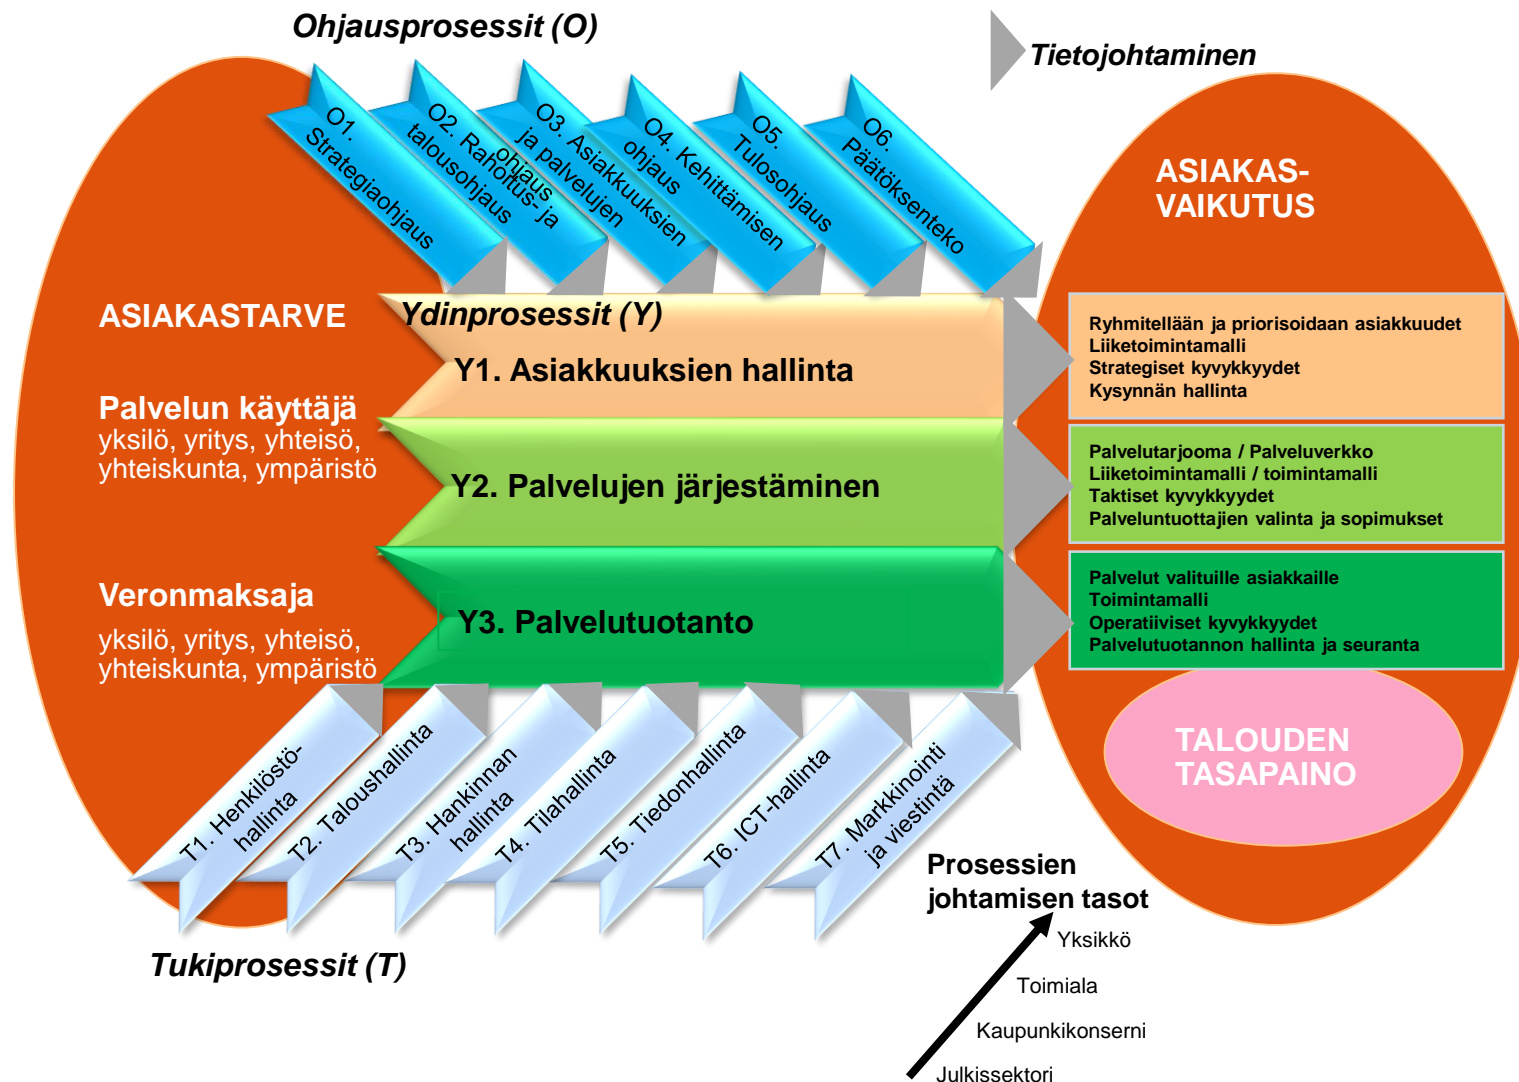 Ohjausprosessit (O)
Tietojohtaminen
O1.
Strategiaohjaus
O2. Rahoitus- ja
talousohjaus
O3. Asiakkuuksien
ja palvelujen
ohjaus
O4. Kehittämisen
ohjaus
O5.
Tulosohjaus
O6.
Päätöksenteko
ASIAKAS-
VAIKUTUS
ASIAKASTARVE
Palvelun käyttäjä
yksilö, yritys, yhteisö,
yhteiskunta, ympäristö
Veronmaksaja
yksilö, yritys, yhteisö,
yhteiskunta, ympäristö
Ydinprosessit (Y)
Y1. Asiakkuuksien hallinta
Y2. Palvelujen järjestäminen
Y3. Palvelutuotanto
Ryhmitellään ja priorisoidaan asiakkuudet
Liiketoimintamalli
Strategiset kyvykkyydet
Kysynnän hallinta
Palvelutarjooma / Palveluverkko
Liiketoimintamalli / toimintamalli
Taktiset kyvykkyydet
Palveluntuottajien valinta ja sopimukset
Palvelut valituille asiakkaille
Toimintamalli
Operatiiviset kyvykkyydet
Palvelutuotannon hallinta ja seuranta
TALOUDEN
TASAPAINO
T1. Henkilöstö-
hallinta
T2. Taloushallinta
T3. Hankinnan
hallinta
T4. Tilahallinta
T5. Tiedonhallinta
T6. ICT-hallinta
T7. Markkinointi
ja viestintä
Tukiprosessit (T)
Prosessien
johtamisen tasot
Yksikkö
Toimiala
Kaupunkikonserni
Julkissektori